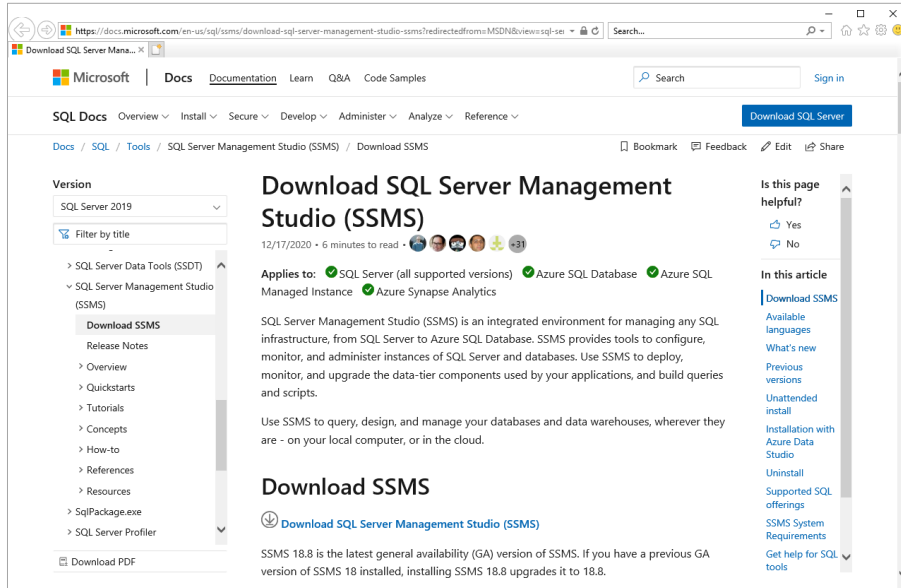 https://docs.microsoft.com/en-us/sql/ssms/download-sql-server-management-studio-ssms?redirectedfrom=MSDN&view=sql-ser
Search...
Download SQL Server Mana...
Microsoft
Docs Documentation Learn Q&A Code Samples
Search
Sign in
SQL Docs Overview Install Secure Develop Administer Analyze Reference
Download SQL Server
Docs / SQL / Tools / SQL Server Management Studio (SSMS) / Download SSMS
Bookmark Feedback Edit Share
Version
SQL Server 2019
Filter by title
SQL Server Data Tools (SSDT)
SQL Server Management Studio
(SSMS)
Download SSMS
Release Notes
Overview
Quickstarts
Tutorials
Concepts
How-to
References
Resources
SqlPackage.exe
SQL Server Profiler
Download PDF
Download SQL Server Management
Studio (SSMS)
12/17/2020 • 6 minutes to read • +31
Applies to: SQL Server (all supported versions) Azure SQL Database Azure SQL
Managed Instance Azure Synapse Analytics
SQL Server Management Studio (SSMS) is an integrated environment for managing any SQL
infrastructure, from SQL Server to Azure SQL Database. SSMS provides tools to configure,
monitor, and administer instances of SQL Server and databases. Use SSMS to deploy,
monitor, and upgrade the data-tier components used by your applications, and build queries
and scripts.
Use SSMS to query, design, and manage your databases and data warehouses, wherever they
are - on your local computer, or in the cloud.
Download SSMS
Download SQL Server Management Studio (SSMS)
SSMS 18.8 is the latest general availability (GA) version of SSMS. If you have a previous GA
version of SSMS 18 installed, installing SSMS 18.8 upgrades it to 18.8.
Is this page
helpful?
Yes
No
In this article
Download SSMS
Available
languages
What's new
Previous
versions
Unattended
install
Installation with
Azure Data
Studio
Uninstall
Supported SQL
offerings
SSMS System
Requirements
Get help for SQL
tools